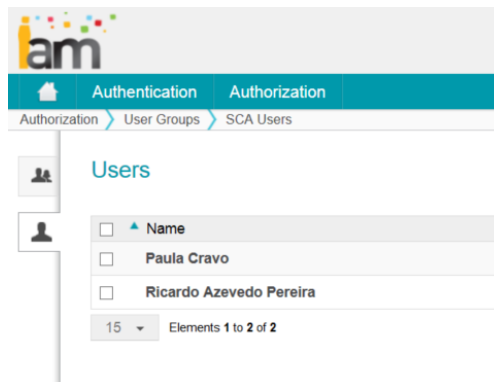 iam
Authentication Authorization
Authorization User Groups SCA Users
Users
Name
Paula Cravo
Ricardo Azevedo Pereira
15 Elements 1 to 2 of 2